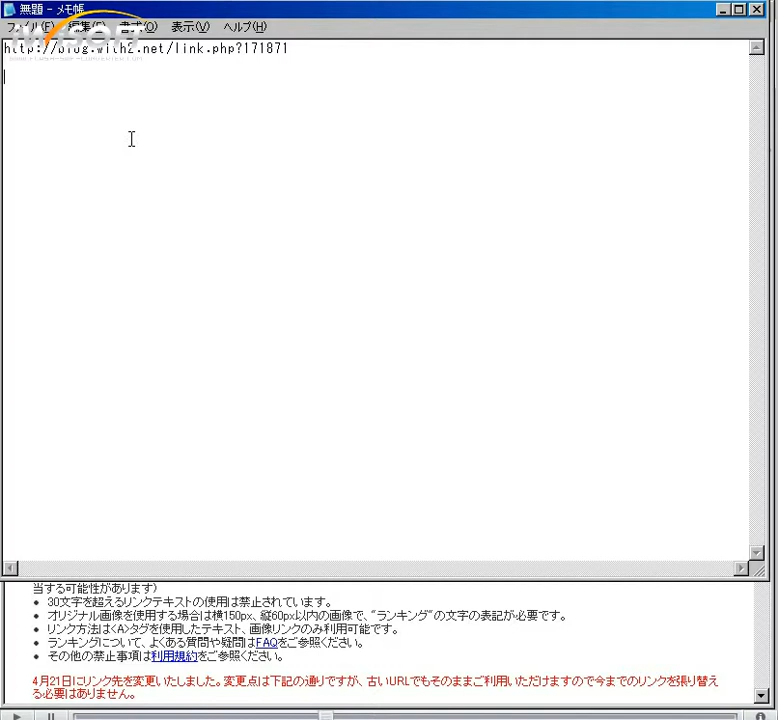 無題 - メモ帳
ファイル(F) 編集(E) 書式(O) 表示(V) ヘルプ(H)
http://blog.with2.net/link.php?171871
当する可能性があります)
• 30文字を超えるリンクテキストの使用は禁止されています。
• オリジナル画像を使用する場合は横150px、縦60px以内の画像で、"ランキング"の文字の表記が必要です。
• リンク方法は<A>タグを使用したテキスト、画像リンクのみ利用可能です。
• ランキングについて、よくある質問や疑問はFAQをご参照ください。
• その他の禁止事項は利用規約をご参照ください。
4月21日にリンク先を変更いたしました。変更点は下記の通りですが、古いURLでもそのままご利用いただけますので今までのリンクを張り替え
る必要はありません。